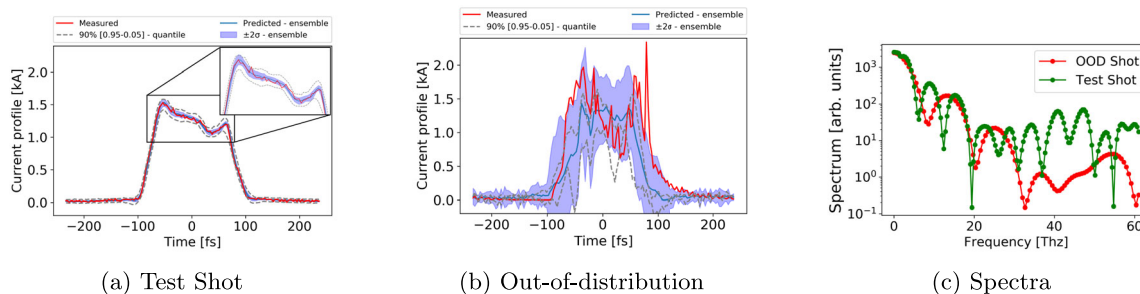 Measured
90% [0.95-0.05] - quantile
Predicted - ensemble
±2σ - ensemble
Current profile [kA]
2.0
1.5
1.0
0.5
0.0
−200
−100
0
100
200
Time [fs]
(a) Test Shot
Measured
90% [0.95-0.05] - quantile
Predicted - ensemble
±2σ - ensemble
Current profile [kA]
2.0
1.5
1.0
0.5
0.0
−200
−100
0
100
200
Time [fs]
(b) Out-of-distribution
OOD Shot
Test Shot
Spectrum [arb. units]
10³
10²
10¹
10⁰
10⁻¹
0
20
40
60
Frequency [Thz]
(c) Spectra